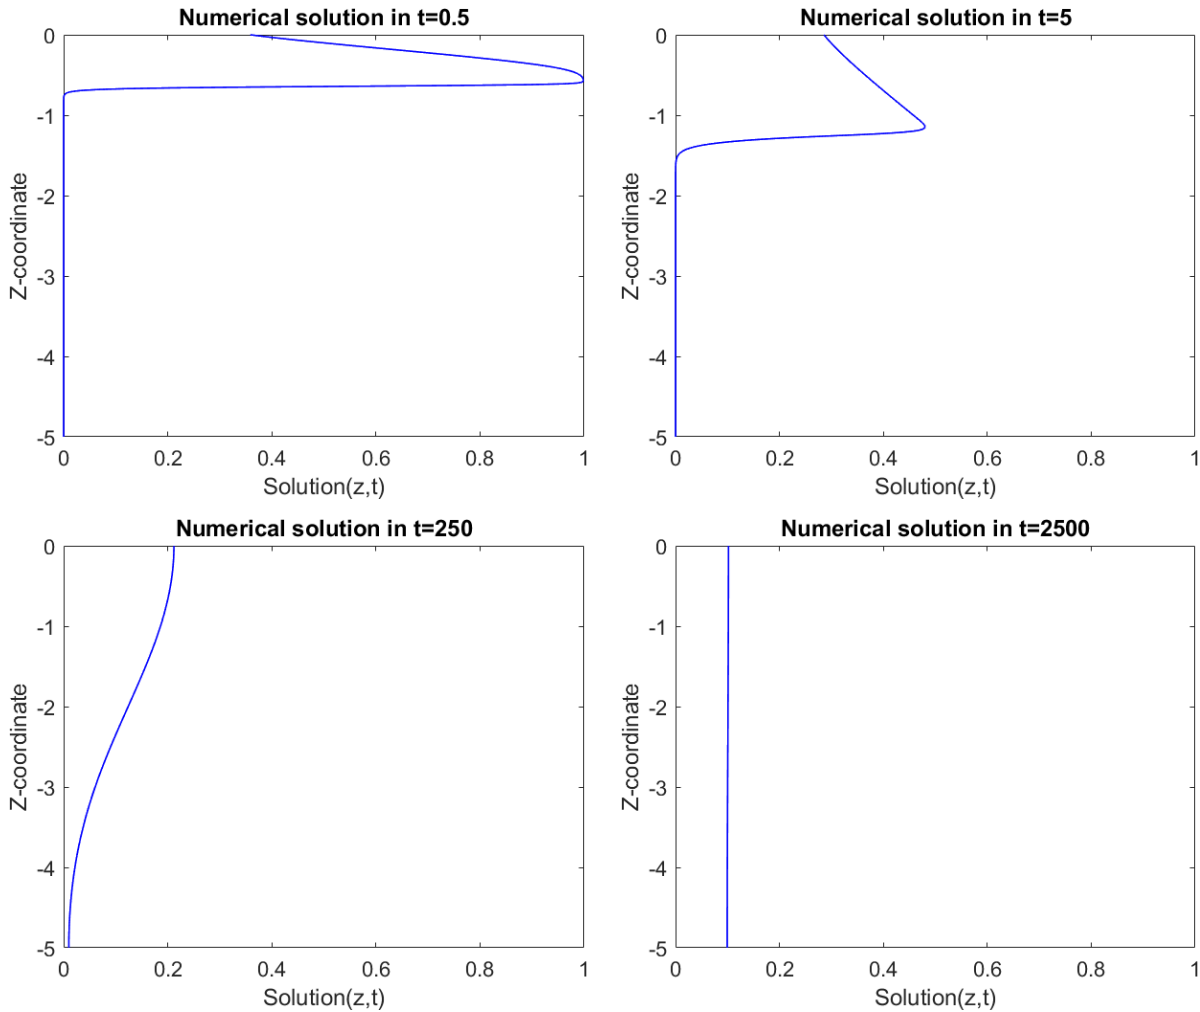 Numerical solution in t=0.5
0
-1
-2
-3
-4
-5
Z-coordinate
0 0.2 0.4 0.6 0.8 1
Solution(z,t)
Numerical solution in t=5
0
-1
-2
-3
-4
-5
Z-coordinate
0 0.2 0.4 0.6 0.8 1
Solution(z,t)
Numerical solution in t=250
0
-1
-2
-3
-4
-5
Z-coordinate
0 0.2 0.4 0.6 0.8 1
Solution(z,t)
Numerical solution in t=2500
0
-1
-2
-3
-4
-5
Z-coordinate
0 0.2 0.4 0.6 0.8 1
Solution(z,t)